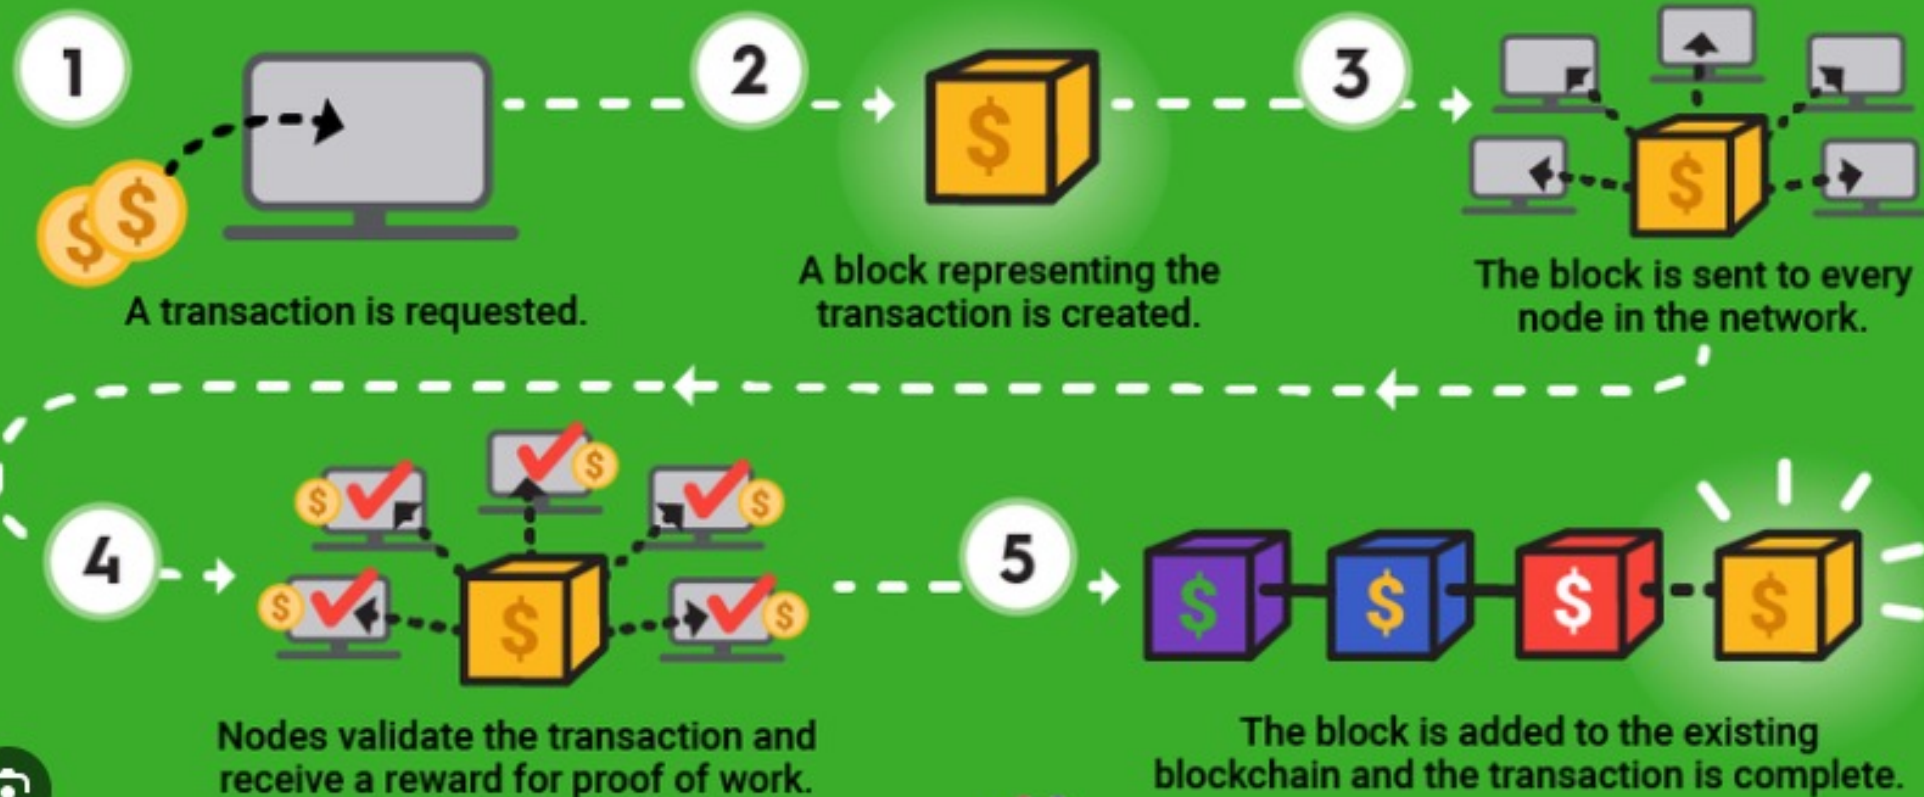 1
$
$
A transaction is requested.
2
$
A block representing the
transaction is created.
3
$
The block is sent to every
node in the network.
4
$
$
$
$
$
$
Nodes validate the transaction and
receive a reward for proof of work.
5
$
$
$
$
The block is added to the existing
blockchain and the transaction is complete.